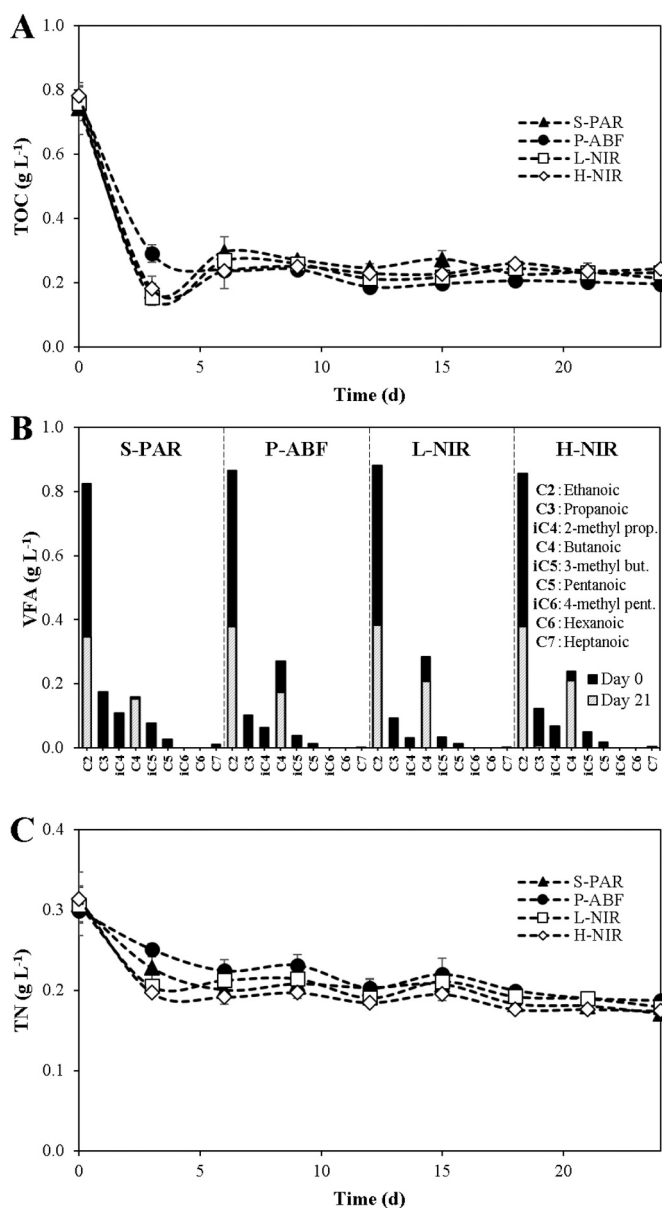 A
1.0
0.8
0.6
0.4
0.2
0.0
TOC (g L-1)
S-PAR
P-ABF
L-NIR
H-NIR
0 5 10 15 20
Time (d)
B
1.0
0.8
0.6
0.4
0.2
0.0
VFA (g L-1)
S-PAR P-ABF L-NIR H-NIR
C2: Ethanoic
C3: Propanoic
iC4: 2-methyl prop.
C4: Butanoic
iC5: 3-methyl but.
C5: Pentanoic
iC6: 4-methyl pent.
C6: Hexanoic
C7: Heptanoic
Day 0
Day 21
C2 C3 iC4 C4 iC5 C5 iC6 C6 C7 C2 C3 iC4 C4 iC5 C5 iC6 C6 C7 C2 C3 iC4 C4 iC5 C5 iC6 C6 C7 C2 C3 iC4 C4 iC5 C5 iC6 C6 C7
C
0.4
0.3
0.2
0.1
0.0
TN (g L-1)
S-PAR
P-ABF
L-NIR
H-NIR
0 5 10 15 20
Time (d)